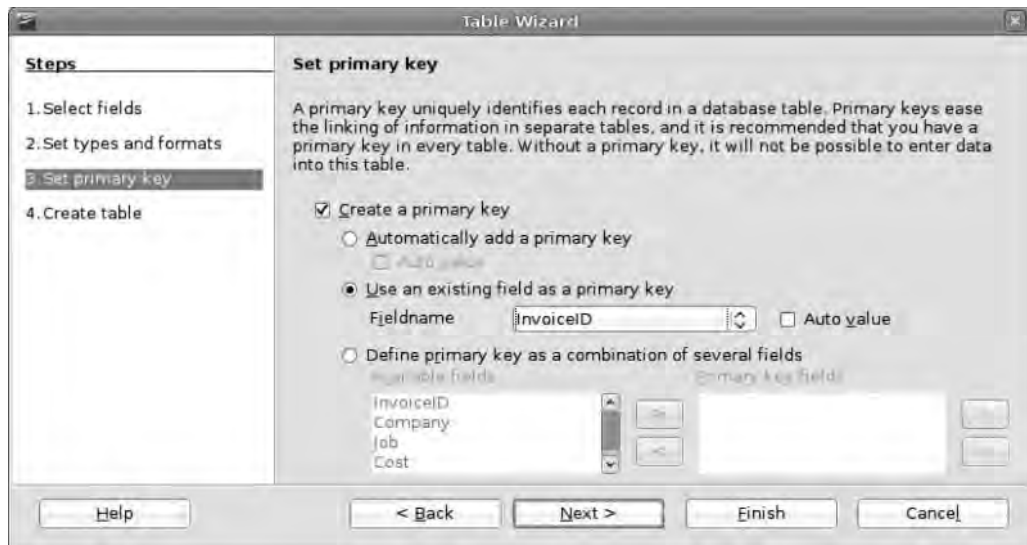 Table Wizard
Steps
1.Select fields
2.Set types and formats
3.Set primary key
4.Create table
Set primary key
A primary key uniquely identifies each record in a database table. Primary keys ease
the linking of information in separate tables, and it is recommended that you have a
primary key in every table. Without a primary key, it will not be possible to enter data
into this table.
Create a primary key
Automatically add a primary key
Auto value
Use an existing field as a primary key
Fieldname InvoiceID Auto value
Define primary key as a combination of several fields
Available fields Primary key fields
InvoiceID
Company
Job
Cost
>
<
Help < Back Next > Finish Cancel